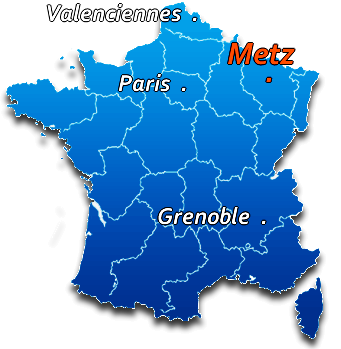 Valenciennes .
Metz
Paris .
Grenoble .